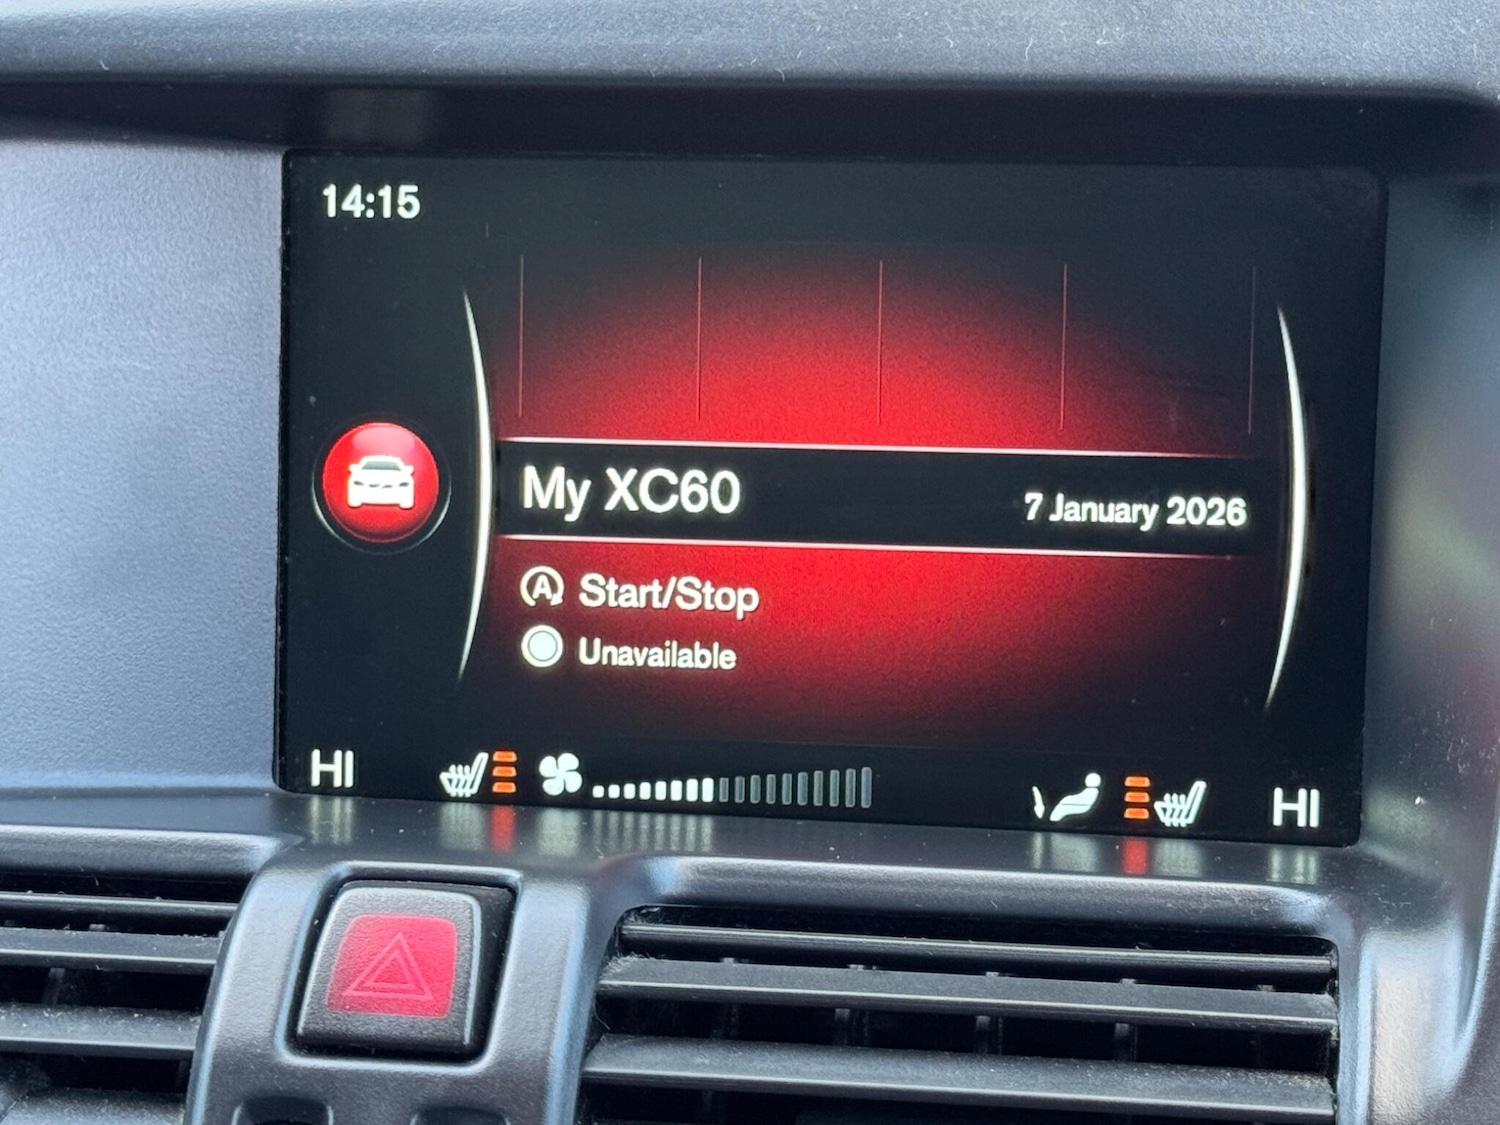 14:15
My XC60
7 January 2026
A Start/Stop
Unavailable
HI
HI